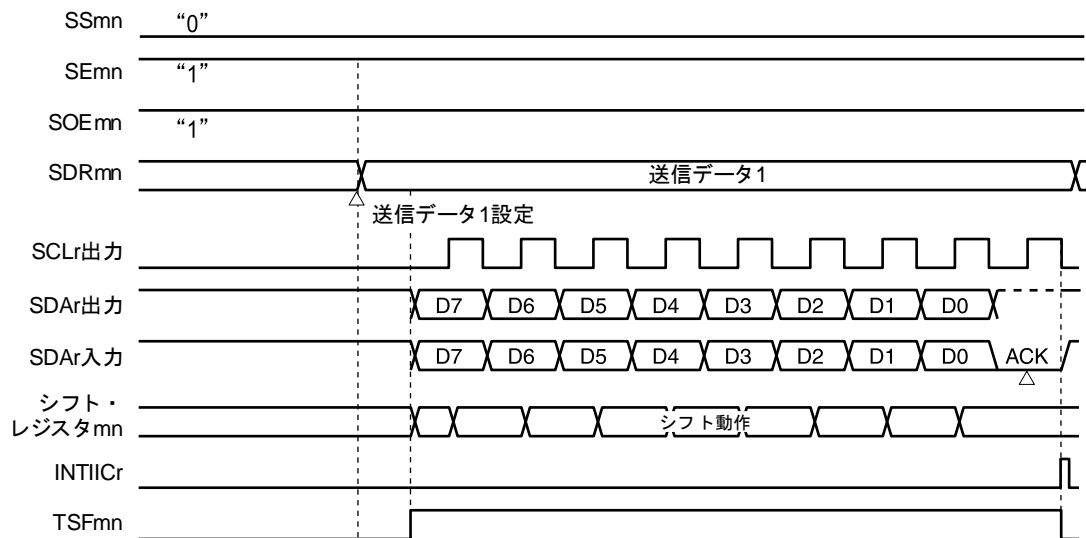 SSmn “0”
SEmn “1”
SOEmn “1”
SDRmn 送信データ1
送信データ1設定
SCLr出力
SDAr出力 D7 D6 D5 D4 D3 D2 D1 D0
SDAr入力 D7 D6 D5 D4 D3 D2 D1 D0 ACK
シフト・
レジスタmn シフト動作
INTIICr
TSFmn